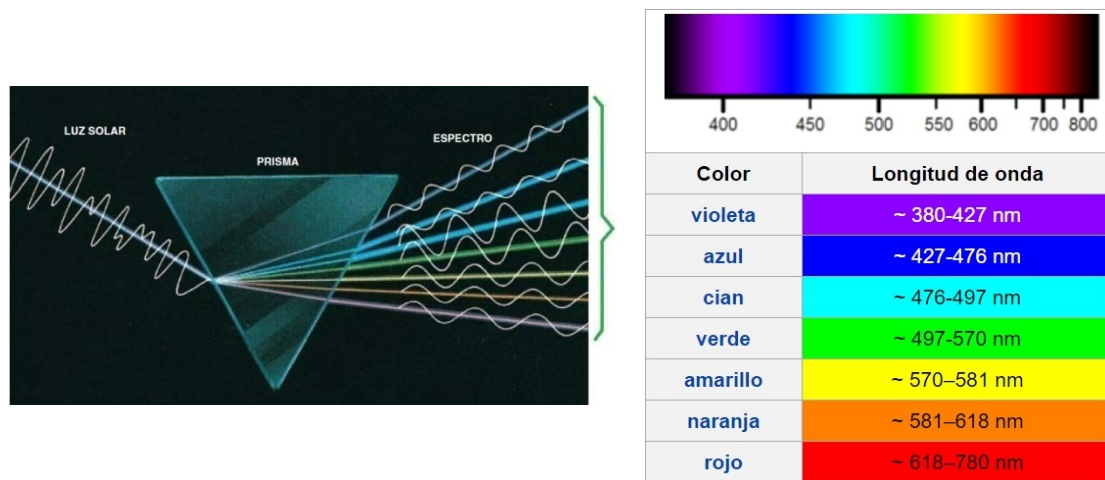 LUZ SOLAR
PRISMA
ESPECTRO
400 450 500 550 600 700 800
Color Longitud de onda
violeta ~ 380-427 nm
azul ~ 427-476 nm
cian ~ 476-497 nm
verde ~ 497-570 nm
amarillo ~ 570–581 nm
naranja ~ 581–618 nm
rojo ~ 618–780 nm